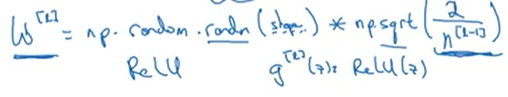 W^[l] = np.random.randn(shape) * np.sqrt(2/n^[l-1])
ReLU g^[l](z) = ReLU(z)